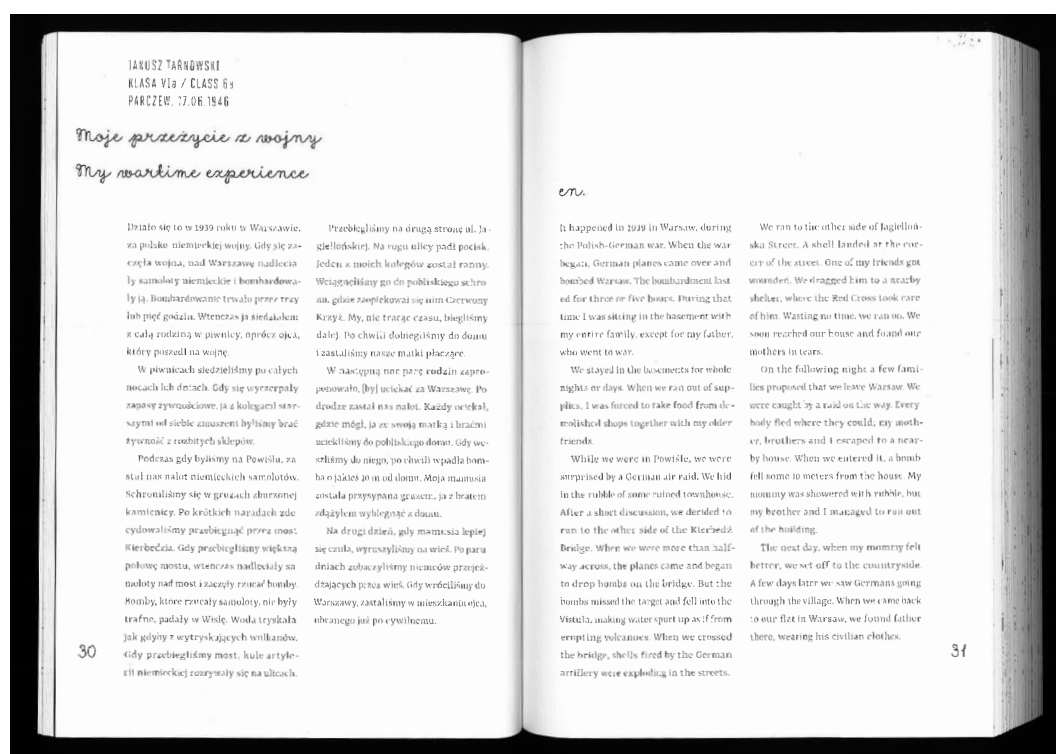 JANUSZ TARNOWSKI
KLASA VIa / CLASS 6a
PARCZEW, 17.06.1946
Moje przeżycie z wojny
My wartime experience
Działo się to w 1939 roku w Warszawie,
za polsko niemieckiej wojny. Gdy się za-
częła wojna, nad Warszawę nadlecia
ły samoloty niemieckie i bombardowa-
ły ją. Bombardowanie trwało przez trzy
lub pięć godzin. Wtenczas ja siedziałem
z całą rodziną w piwnicy, oprócz ojca,
który poszedł na wojnę.
W piwnicach siedzieliśmy po całych
nocach lub dniach. Gdy się wyczerpały
zapasy żywnościowe, ja z kolegami star-
szymi od siebie zmuszeni byliśmy brać
żywność z rozbitych sklepów.
Podczas gdy byliśmy na Powiślu, za
stał nas nalot niemieckich samolotów.
Schroniliśmy się w gruzach zburzonej
kamienicy. Po krótkich naradach zde
cydowaliśmy przebiegnąć przez most
Kierbedzia. Gdy przebiegliśmy większą
połowę mostu, wtenczas nadleciały sa
moloty nad most i zaczęły rzucać bomby.
Bomby, które rzucały samoloty, nie były
trafne, padały w Wisłę. Woda tryskała
jak gdyby z wytryskujących wulkanów.
Gdy przebiegliśmy most, kule artyle-
rii niemieckiej rozrywały się na ulicach.
Przebiegliśmy na drugą stronę ul. Ja-
giellońskiej. Na rogu ulicy padł pocisk.
Jeden z moich kolegów został ranny.
Wciągnęliśmy go do pobliskiego schro
nu, gdzie zaopiekował się nim Czerwony
Krzyż. My, nie tracąc czasu, biegliśmy
dalej. Po chwili dobiegliśmy do domu
i zastaliśmy nasze matki płaczące.
W następną noc parę rodzin zapro-
ponowało, [by] uciekać za Warszawę. Po
drodze zastał nas nalot. Każdy uciekał,
gdzie mógł, ja ze swoją matką i braćmi
uciekliśmy do pobliskiego domu. Gdy we-
szliśmy do niego, po chwili wpadła bom-
ba o jakieś 10 m od domu. Moja mamusia
została przysypana gruzem, ja z bratem
zdążyłem wybiegnąć z domu.
Na drugi dzień, gdy mamusia lepiej
się czuła, wyruszyliśmy na wieś. Po paru
dniach zobaczyliśmy niemców przejeż-
dżających przez wieś. Gdy wróciliśmy do
Warszawy, zastaliśmy w mieszkaniu ojca,
ubranego już po cywilnemu.
30
en.
It happened in 1939 in Warsaw, during
the Polish-German war. When the war
began, German planes came over and
bombed Warsaw. The bombardment last
ed for three or five hours. During that
time I was sitting in the basement with
my entire family, except for my father,
who went to war.
We stayed in the basements for whole
nights or days. When we ran out of sup-
plies, I was forced to take food from de-
molished shops together with my older
friends.
While we were in Powiśle, we were
surprised by a German air raid. We hid
in the rubble of some ruined townhouse.
After a short discussion, we decided to
run to the other side of the Kierbedź
Bridge. When we were more than half-
way across, the planes came and began
to drop bombs on the bridge. But the
bombs missed the target and fell into the
Vistula, making water spurt up as if from
erupting volcanoes. When we crossed
the bridge, shells fired by the German
artillery were exploding in the streets.
We ran to the other side of Jagielloń-
ska Street. A shell landed at the cor-
ner of the street. One of my friends got
wounded. We dragged him to a nearby
shelter, where the Red Cross took care
of him. Wasting no time, we ran on. We
soon reached our house and found our
mothers in tears.
On the following night a few fami-
lies proposed that we leave Warsaw. We
were caught by a raid on the way. Every
body fled where they could, my moth-
er, brothers and I escaped to a near-
by house. When we entered it, a bomb
fell some 10 meters from the house. My
mommy was showered with rubble, but
my brother and I managed to run out
of the building.
The next day, when my mommy felt
better, we set off to the countryside.
A few days later we saw Germans going
through the village. When we came back
to our flat in Warsaw, we found father
there, wearing his civilian clothes.
31